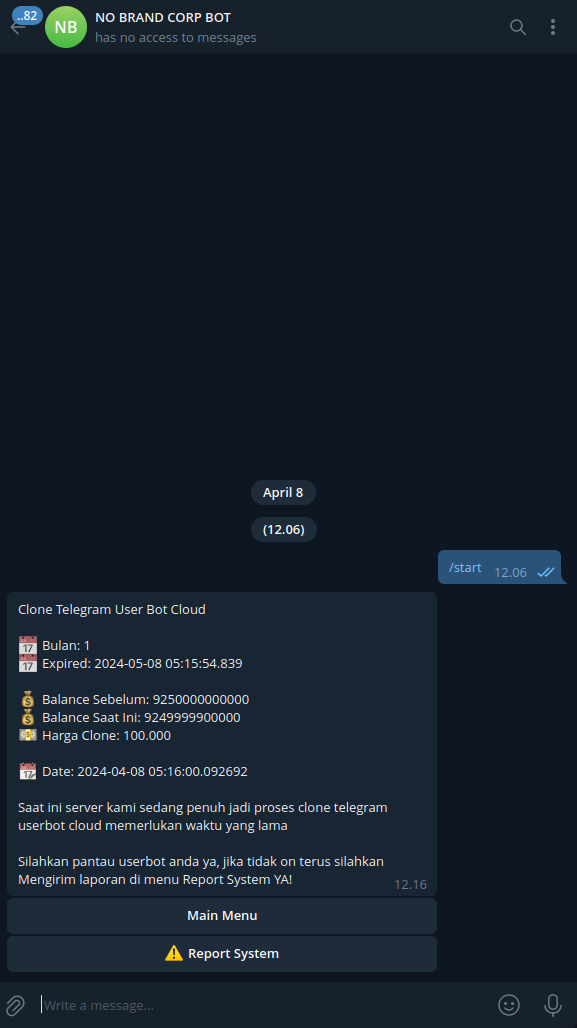 ..82
NB
NO BRAND CORP BOT
has no access to messages
April 8
(12.06)
/start 12.06
Clone Telegram User Bot Cloud
📅 Bulan: 1
📅 Expired: 2024-05-08 05:15:54.839
💰 Balance Sebelum: 9250000000000
💰 Balance Saat Ini: 9249999900000
💵 Harga Clone: 100.000
📆 Date: 2024-04-08 05:16:00.092692
Saat ini server kami sedang penuh jadi proses clone telegram
userbot cloud memerlukan waktu yang lama
Silahkan pantau userbot anda ya, jika tidak on terus silahkan
Mengirim laporan di menu Report System YA!
12.16
Main Menu
⚠️ Report System
Write a message...